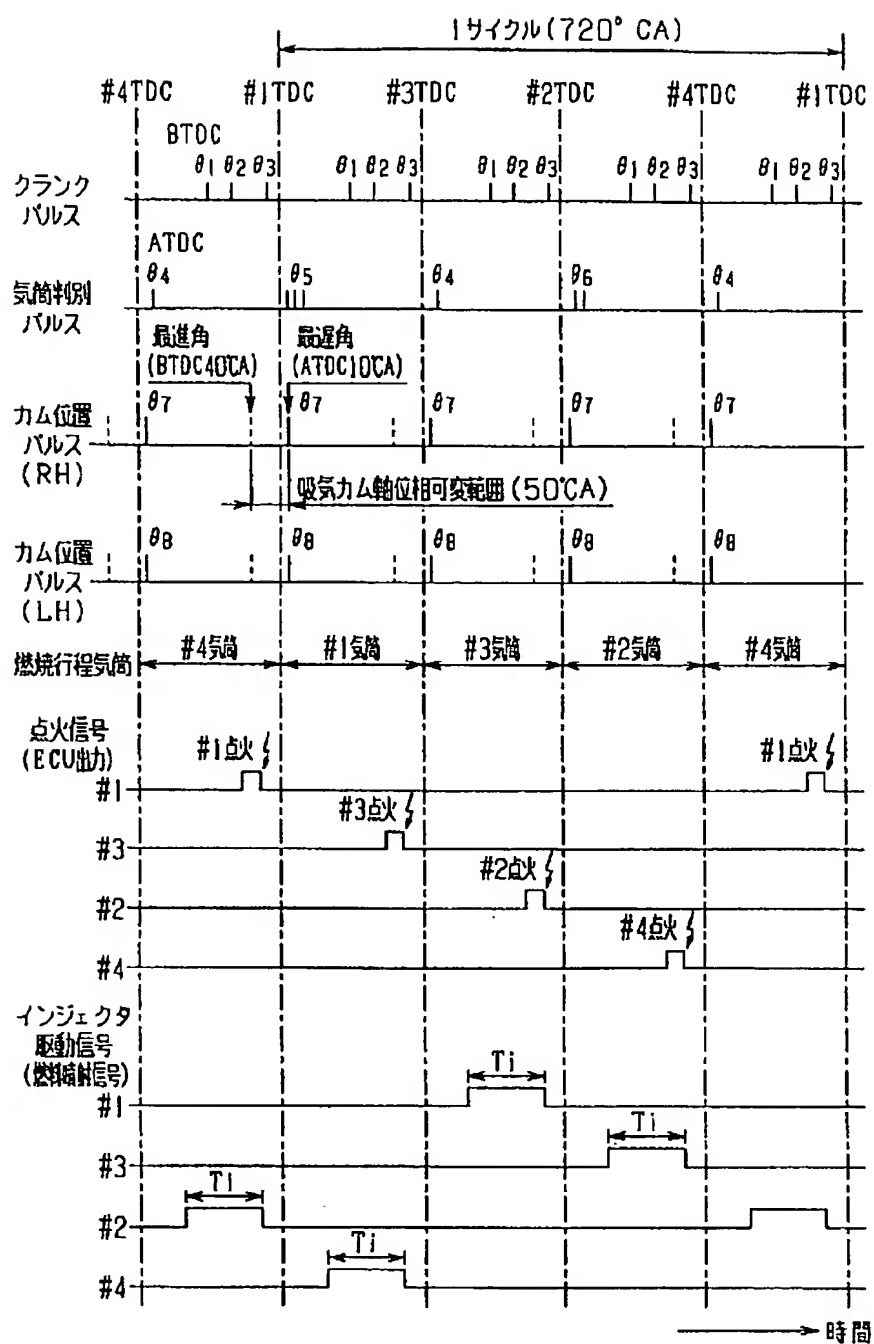 1サイクル(720° CA)
#4TDC #1TDC #3TDC #2TDC #4TDC #1TDC
BTDC
θ1 θ2 θ3 θ1 θ2 θ3 θ1 θ2 θ3 θ1 θ2 θ3 θ1 θ2 θ3
クランク
パルス
ATDC
θ4 θ5 θ4 θ6 θ4
気筒判別
パルス
最進角
(BTDC40℃A)
最遅角
(ATDC10℃A)
θ7 θ7 θ7 θ7 θ7
カム位置
パルス
(RH)
吸気カム軸位相可変範囲(50℃A)
θ8 θ8 θ8 θ8 θ8
カム位置
パルス
(LH)
燃焼行程気筒
#4気筒 #1気筒 #3気筒 #2気筒 #4気筒
点火信号
(ECU出力)
#1点火 #1点火
#1
#3点火
#3
#2点火
#2
#4点火
#4
インジェクタ
駆動信号
(燃料噴射信号)
Ti
#1
Ti
#3
Ti
#2
Ti
#4
時間